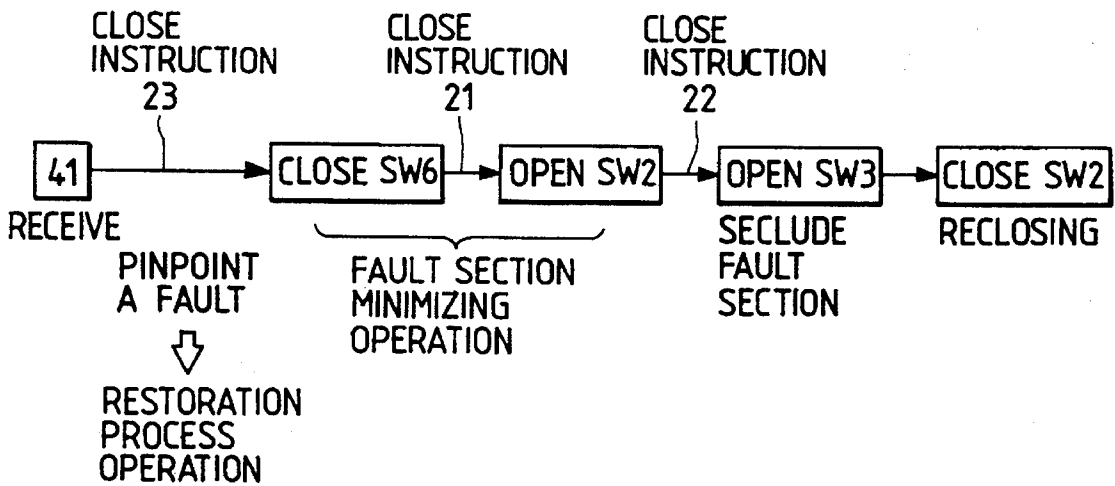 CLOSE
INSTRUCTION
23
CLOSE
INSTRUCTION
21
CLOSE
INSTRUCTION
22
41
CLOSE SW6
OPEN SW2
OPEN SW3
CLOSE SW2
RECEIVE
PINPOINT
A FAULT
RESTORATION
PROCESS
OPERATION
FAULT SECTION
MINIMIZING
OPERATION
SECLUDE
FAULT
SECTION
RECLOSING